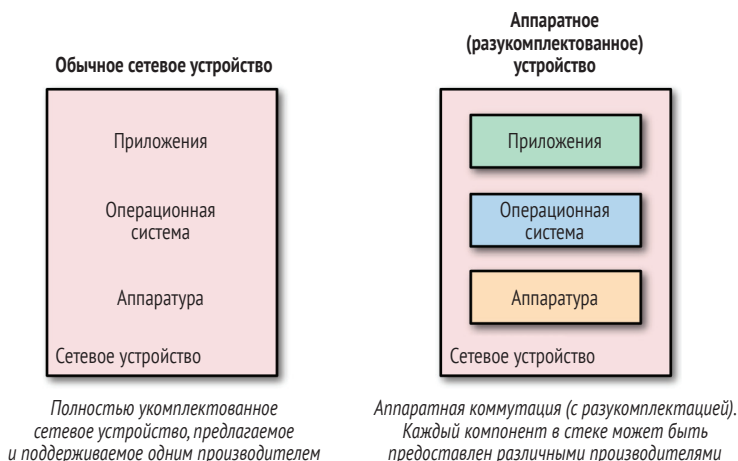 Обычное сетевое устройство
Приложения
Операционная
система
Аппаратура
Сетевое устройство
Полностью укомплектованное
сетевое устройство, предлагаемое
и поддерживаемое одним производителем
Аппаратное
(разукомплектованное)
устройство
Приложения
Операционная
система
Аппаратура
Сетевое устройство
Аппаратная коммутация (с разукомплектацией).
Каждый компонент в стеке может быть
предоставлен различными производителями